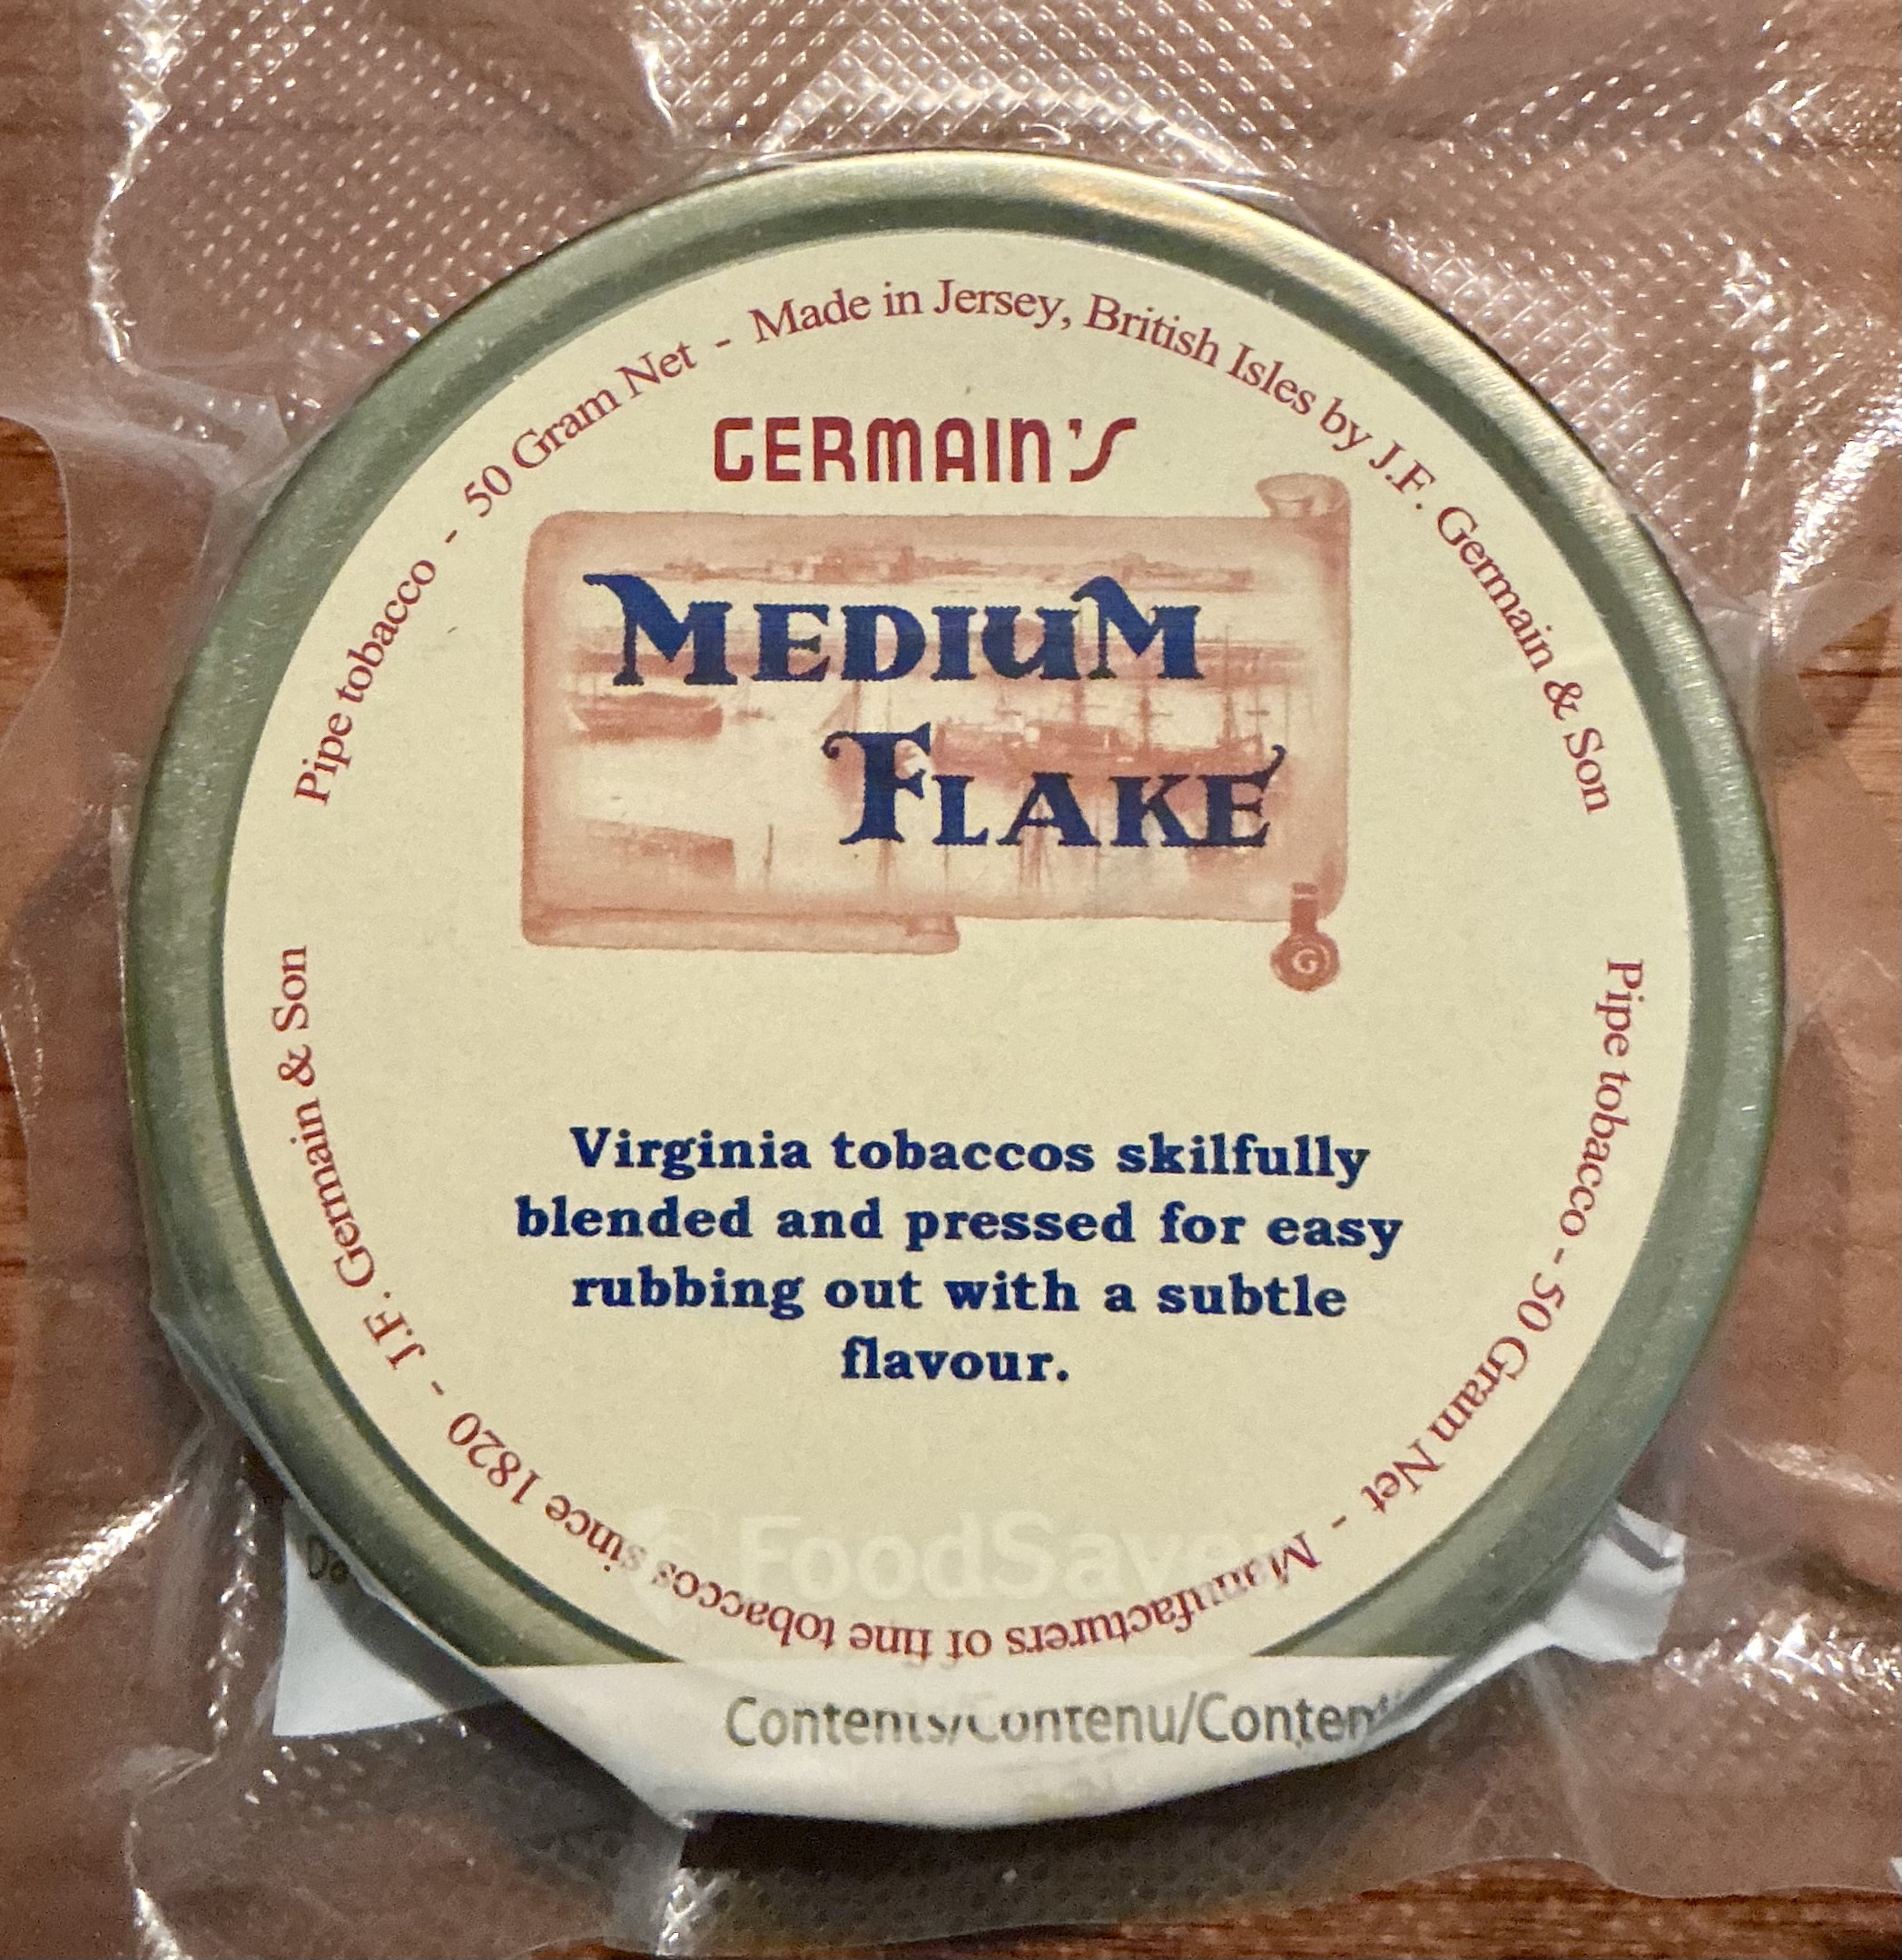 Pipe tobacco - 50 Gram Net - Made in Jersey, British Isles by J.F. Germain & Son
GERMAIN'S
MEDIUM
FLAKE
G
Virginia tobaccos skilfully
blended and pressed for easy
rubbing out with a subtle
flavour.
Pipe tobacco - 50 Gram Net - Manufacturers of fine tobaccos since 1820 - J.F. Germain & Son
FoodSaver
Contents/Contenu/Conten